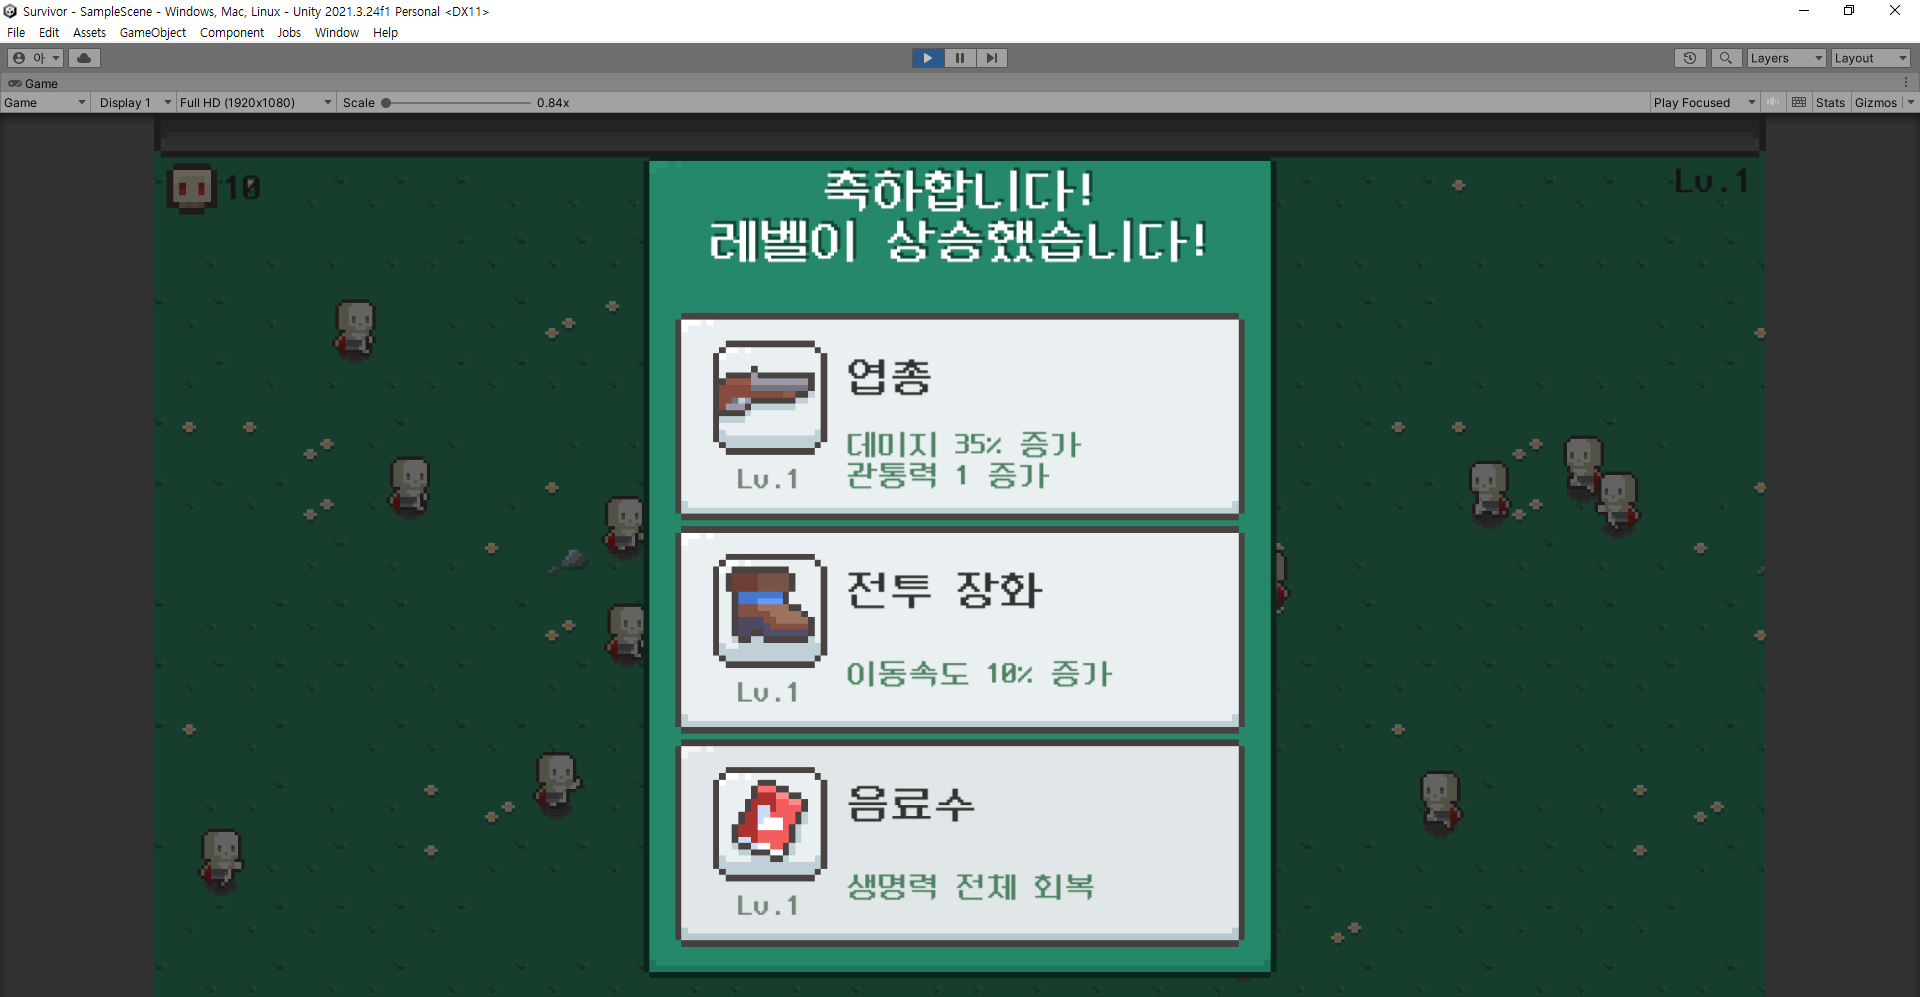 Survivor - SampleScene - Windows, Mac, Linux - Unity 2021.3.24f1 Personal <DX11>
File Edit Assets GameObject Component Jobs Window Help
아 Layers Layout
Game
Game Display 1 Full HD (1920x1080) Scale 0.84x Play Focused Stats Gizmos
10 Lv.1
축하합니다!
레벨이 상승했습니다!
엽총
데미지 35% 증가
관통력 1 증가
Lv.1
전투 장화
이동속도 10% 증가
Lv.1
음료수
생명력 전체 회복
Lv.1